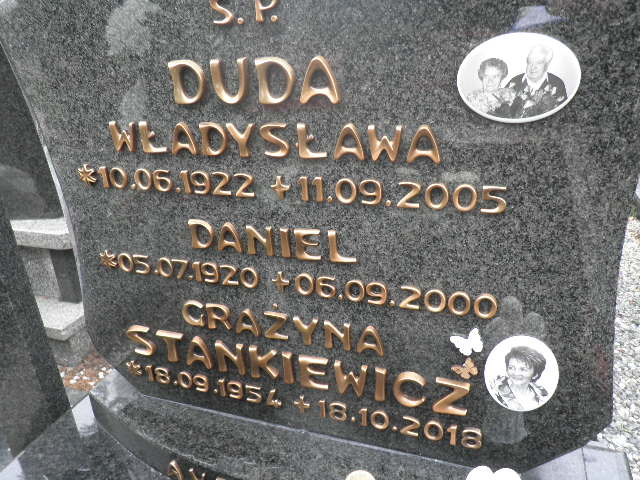 Ś.P.
DUDA
WŁADYSŁAWA
*10.06.1922 +11.09.2005
DANIEL
*05.07.1920 +06.09.2000
GRAŻYNA
STANKIEWICZ
*18.09.1954 +18.10.2018